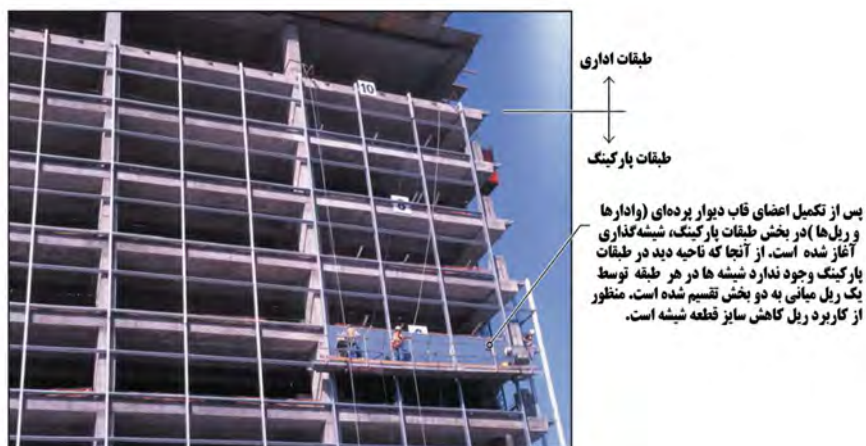 طبقات اداری
طبقات پارکینگ
10
پس از تکمیل اعضای قاب دیوار پرده‌ای (وادارها
و ریل‌ها )در بخش طبقات پارکینگ، شیشه‌گذاری
آغاز شده است. از آنجا که ناحیه دید در طبقات
پارکینگ وجود ندارد شیشه ها در هر طبقه توسط
یک ریل میانی به دو بخش تقسیم شده است. منظور
از کاربرد ریل کاهش سایز قطعه شیشه است.